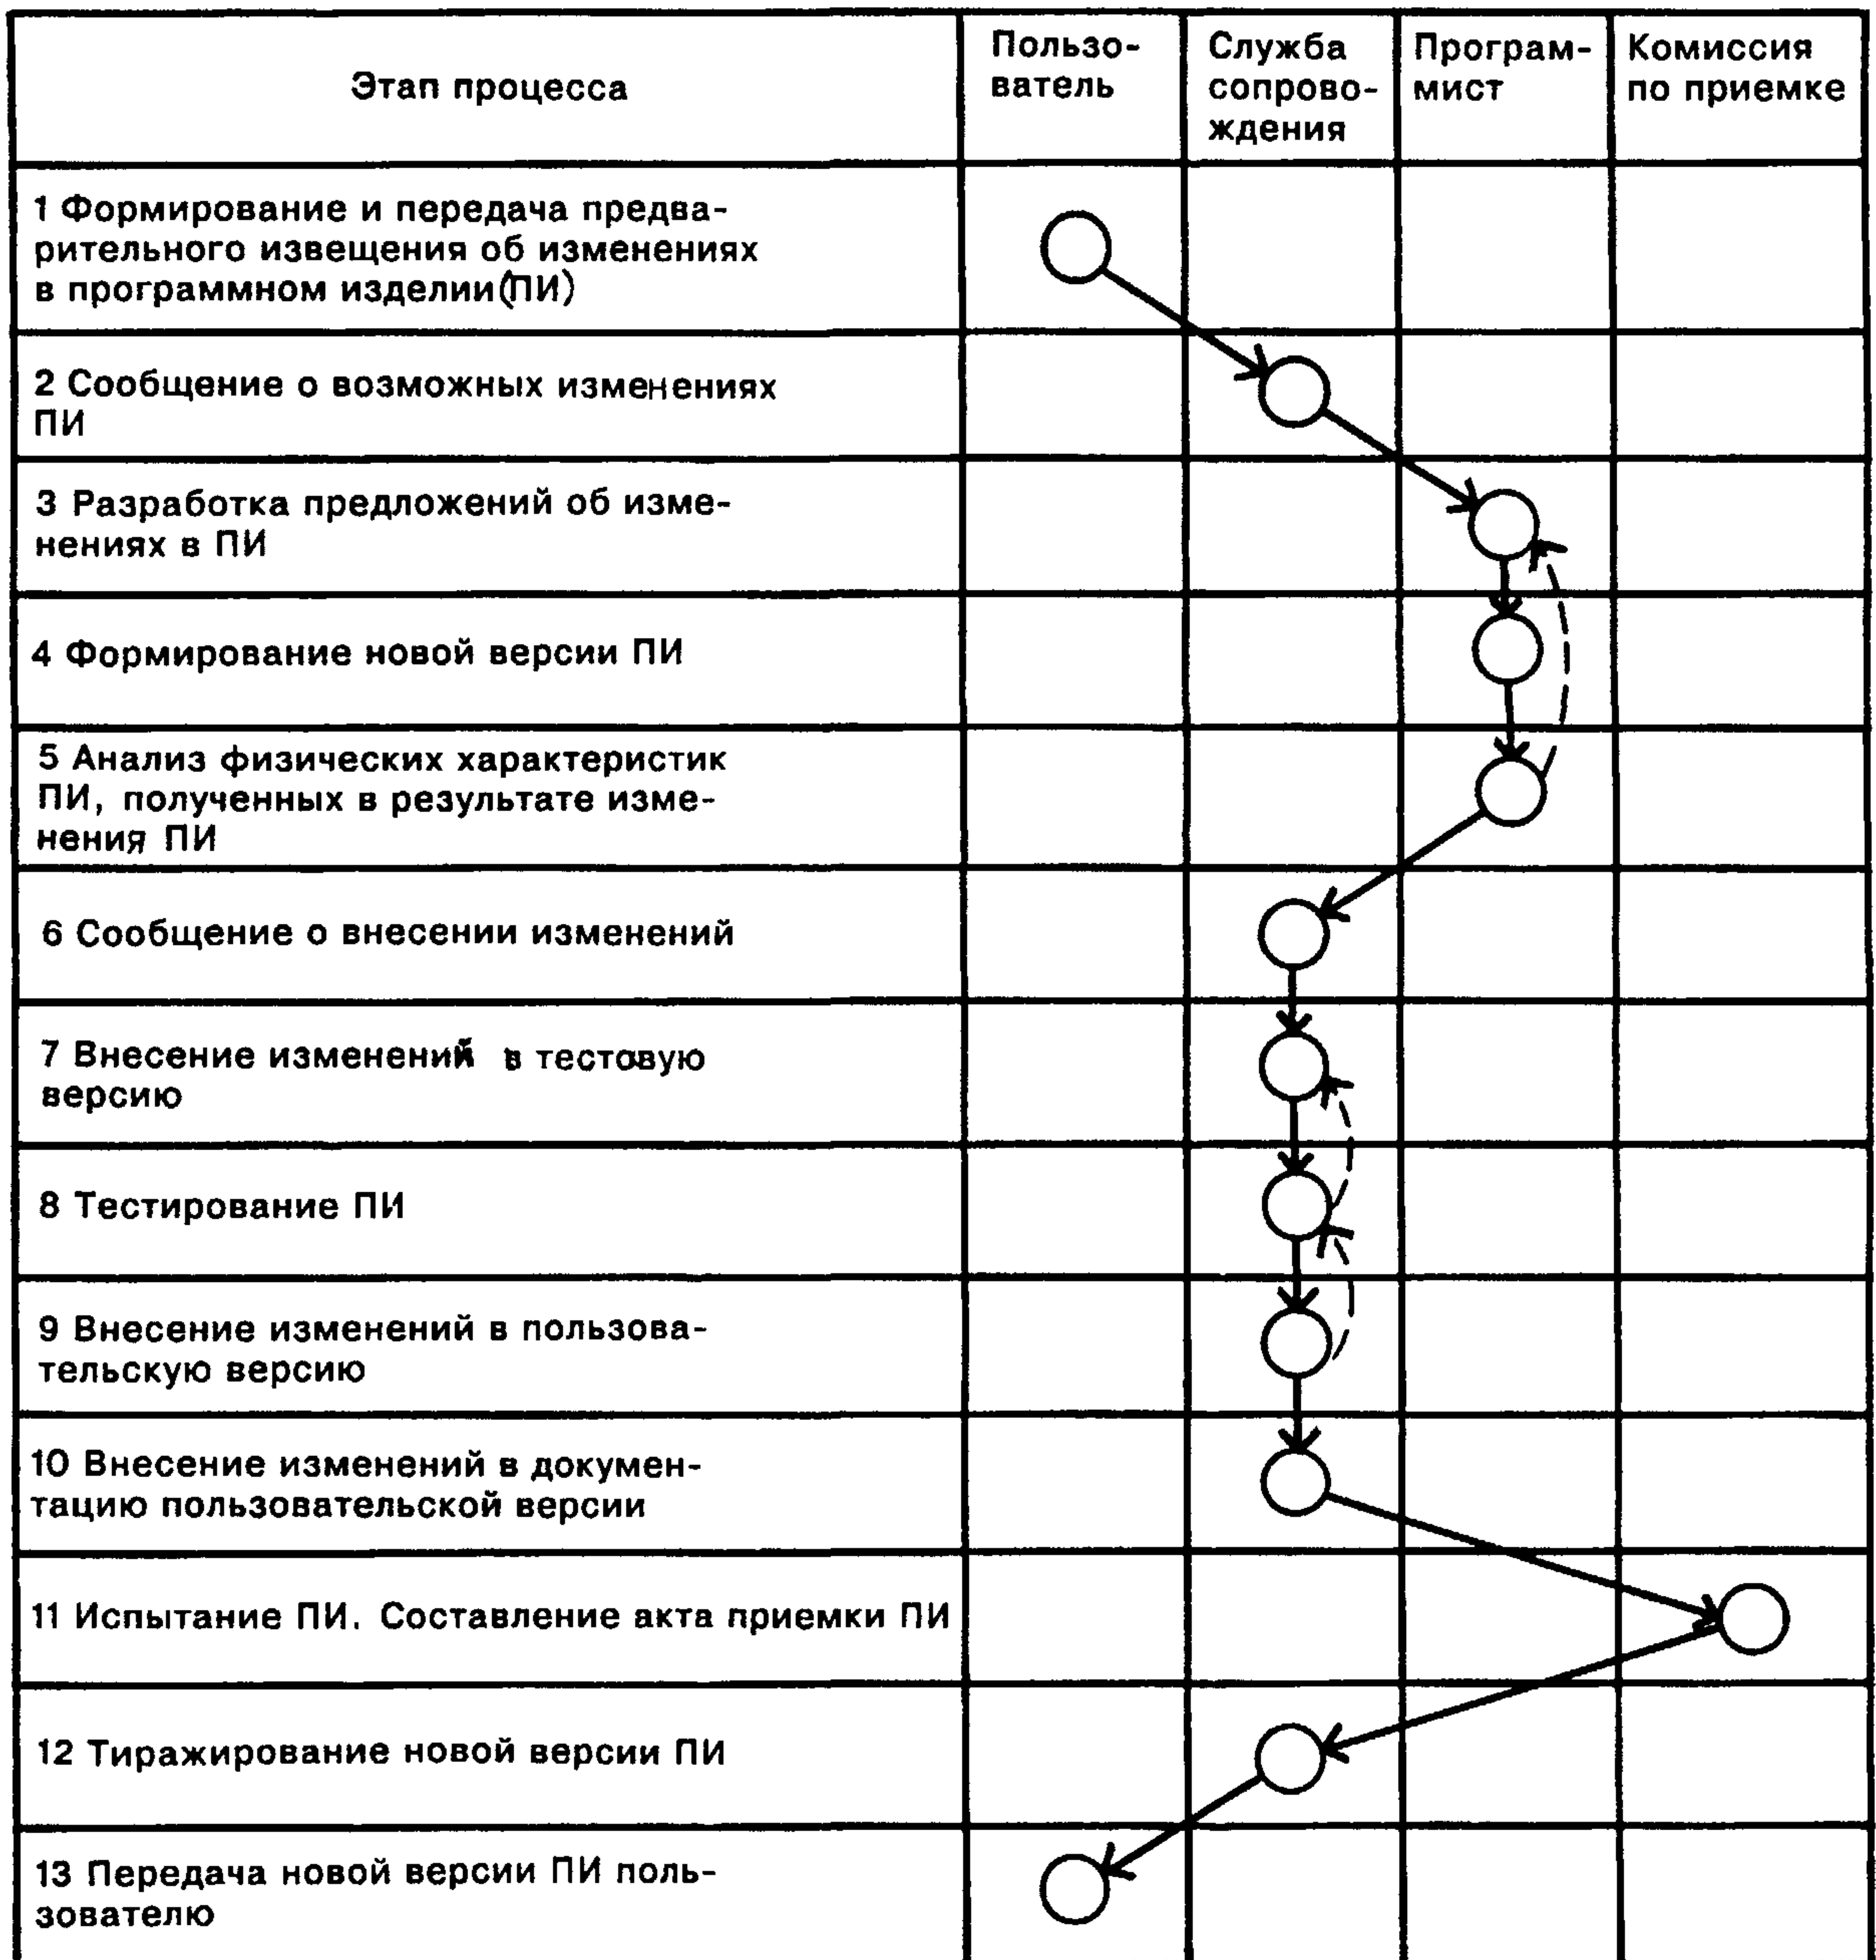 Этап процесса
Пользо-
ватель
Служба
сопрово-
ждения
Програм-
мист
Комиссия
по приемке
1 Формирование и передача предва-
рительного извещения об изменениях
в программном изделии(ПИ)
2 Сообщение о возможных изменениях
ПИ
3 Разработка предложений об изме-
нениях в ПИ
4 Формирование новой версии ПИ
5 Анализ физических характеристик
ПИ, полученных в результате изме-
нения ПИ
6 Сообщение о внесении изменений
7 Внесение изменений в тестовую
версию
8 Тестирование ПИ
9 Внесение изменений в пользова-
тельскую версию
10 Внесение изменений в докумен-
тацию пользовательской версии
11 Испытание ПИ. Составление акта приемки ПИ
12 Тиражирование новой версии ПИ
13 Передача новой версии ПИ поль-
зователю